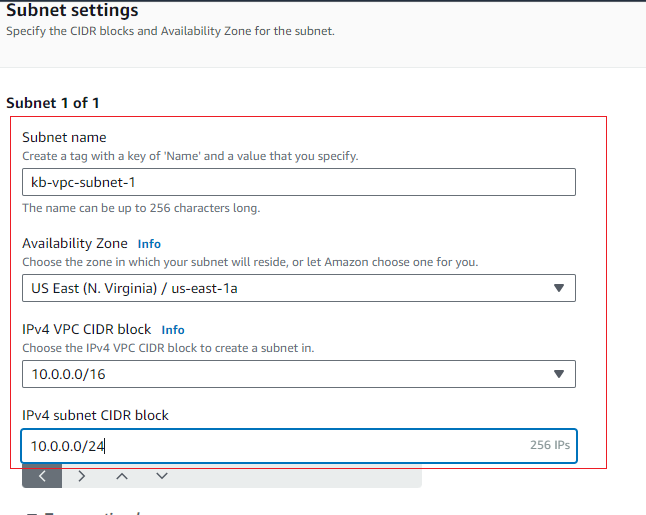 Subnet settings
Specify the CIDR blocks and Availability Zone for the subnet.
Subnet 1 of 1
Subnet name
Create a tag with a key of 'Name' and a value that you specify.
kb-vpc-subnet-1
The name can be up to 256 characters long.
Availability Zone Info
Choose the zone in which your subnet will reside, or let Amazon choose one for you.
US East (N. Virginia) / us-east-1a
IPv4 VPC CIDR block Info
Choose the IPv4 VPC CIDR block to create a subnet in.
10.0.0.0/16
IPv4 subnet CIDR block
10.0.0.0/24 256 IPs